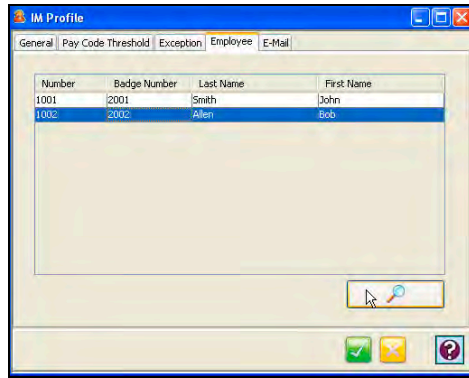 IM Profile
General Pay Code Threshold Exception Employee E-Mail
Number Badge Number Last Name First Name
1001 2001 Smith John
1002 2002 Allen Bob